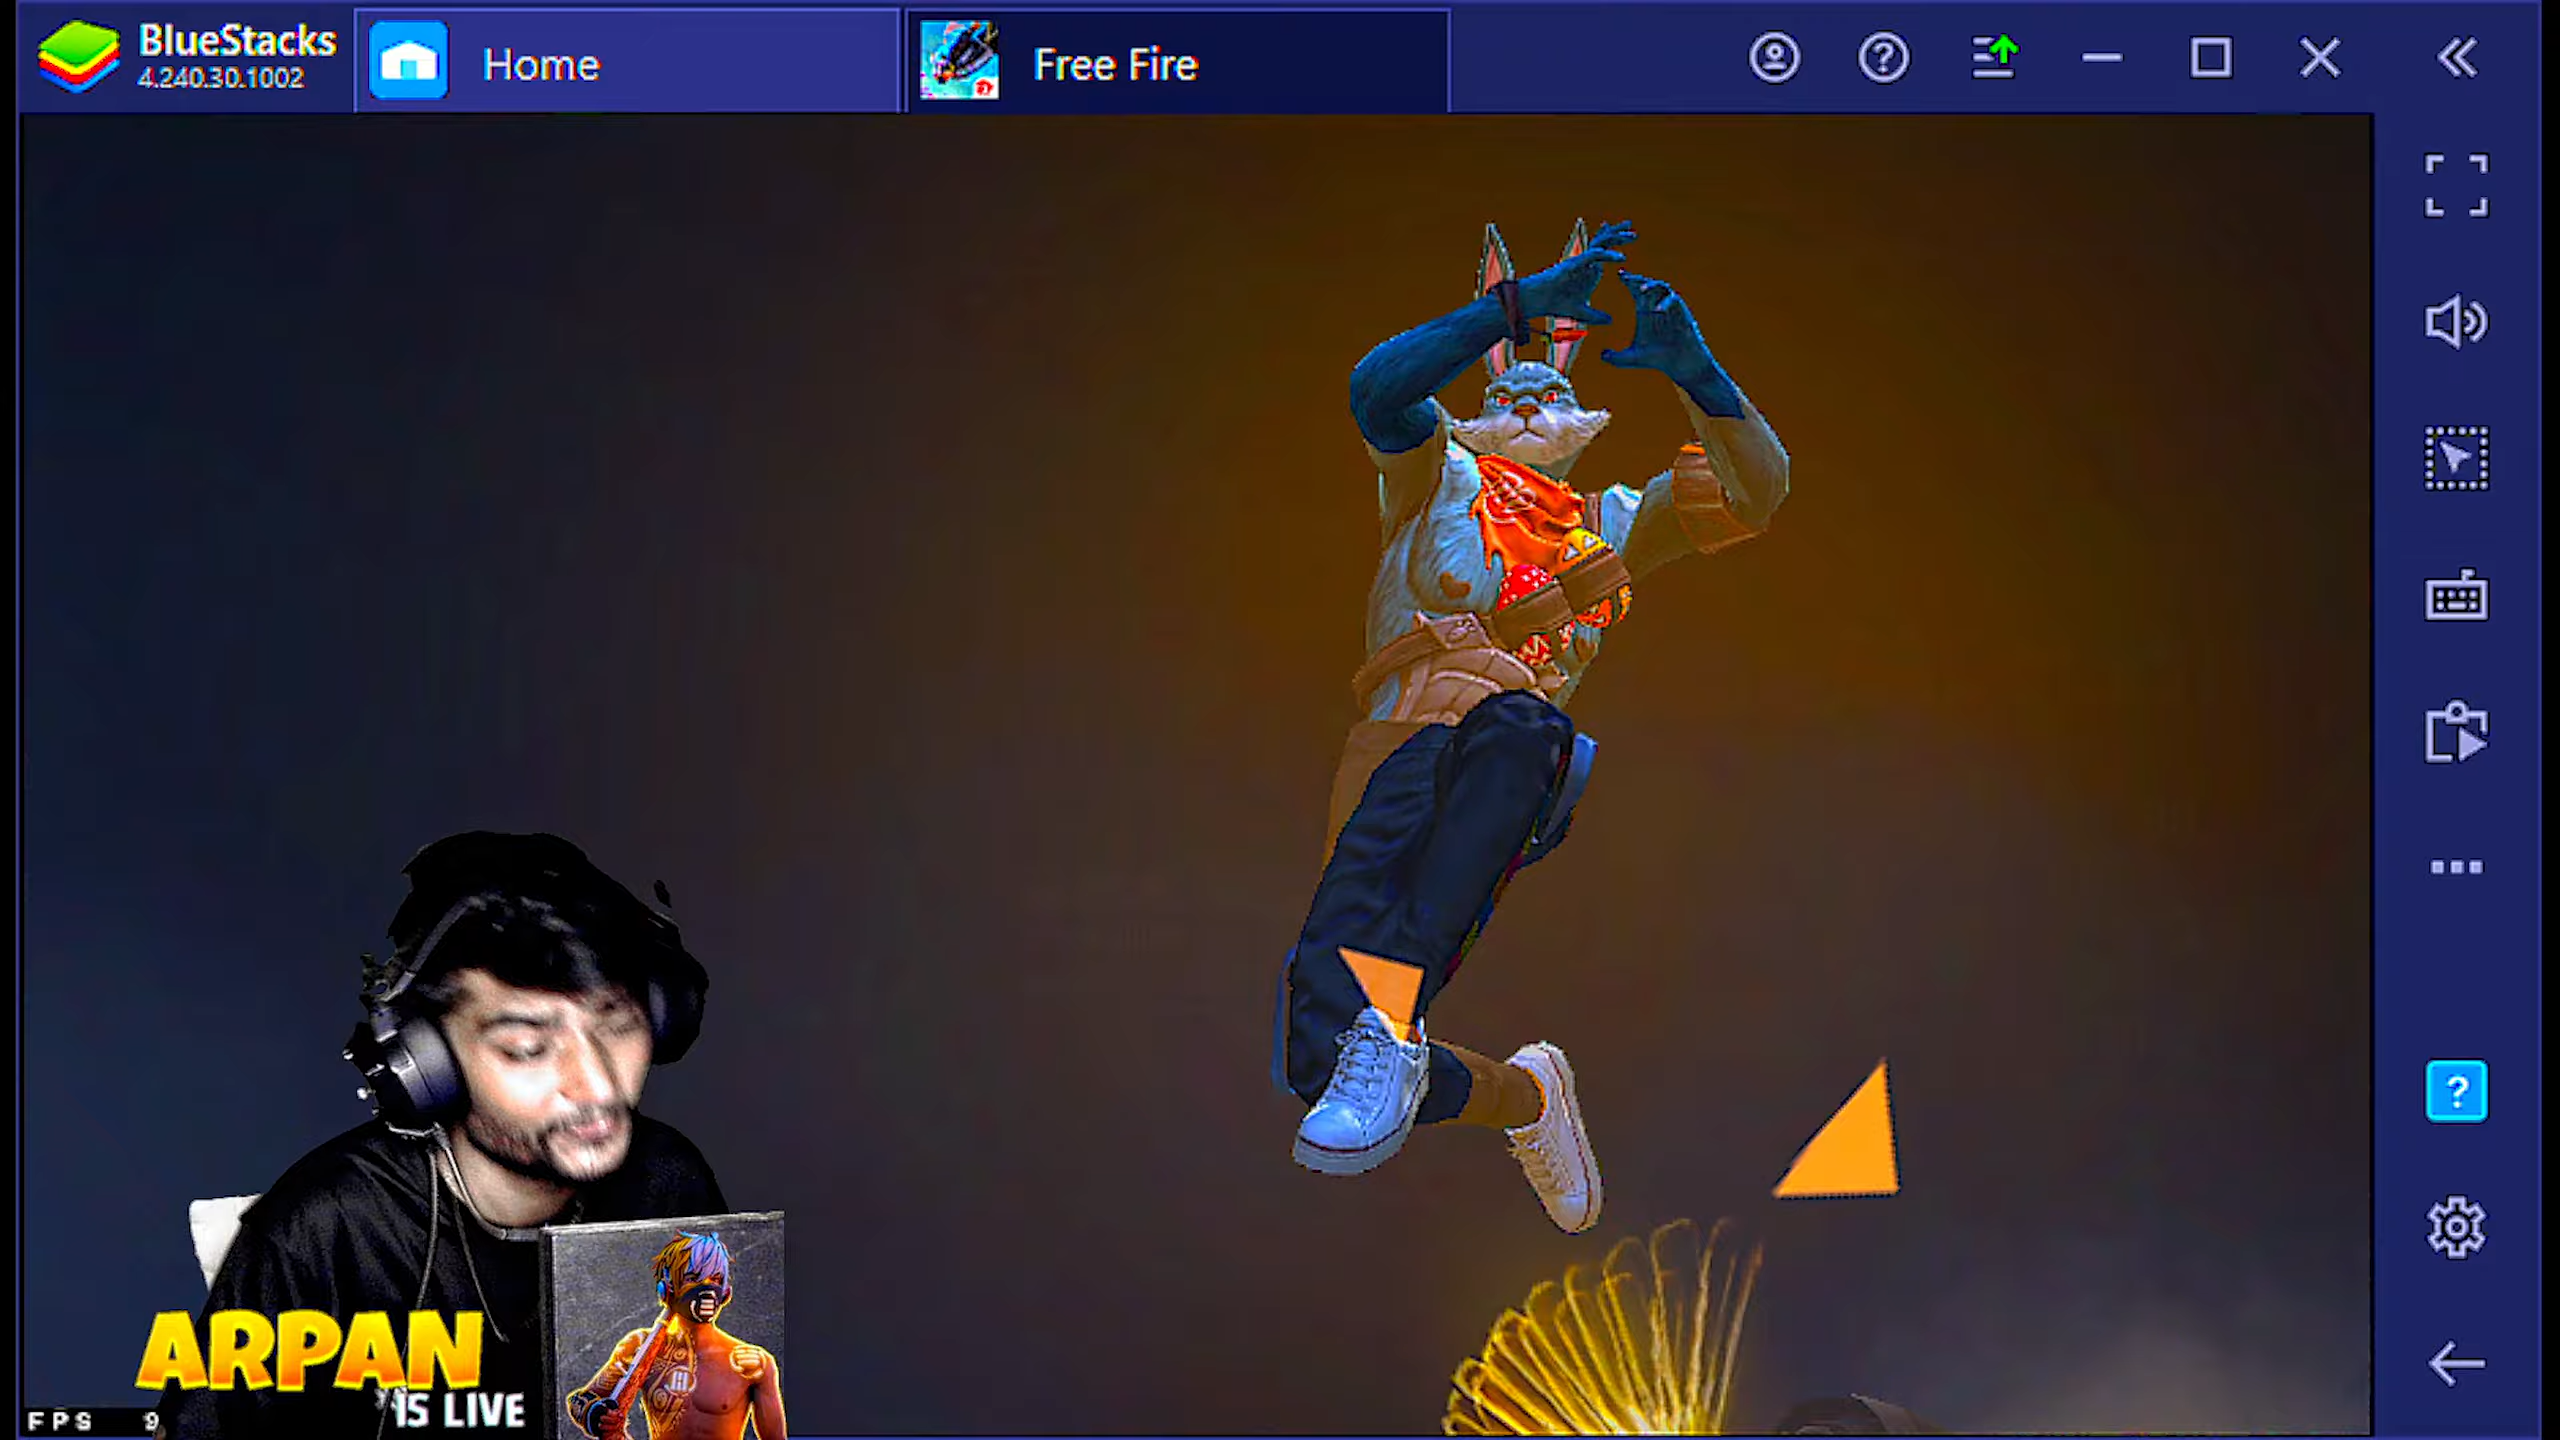 BlueStacks
4.240.30.1002
Home
Free Fire
ARPAN
IS LIVE
FPS 9